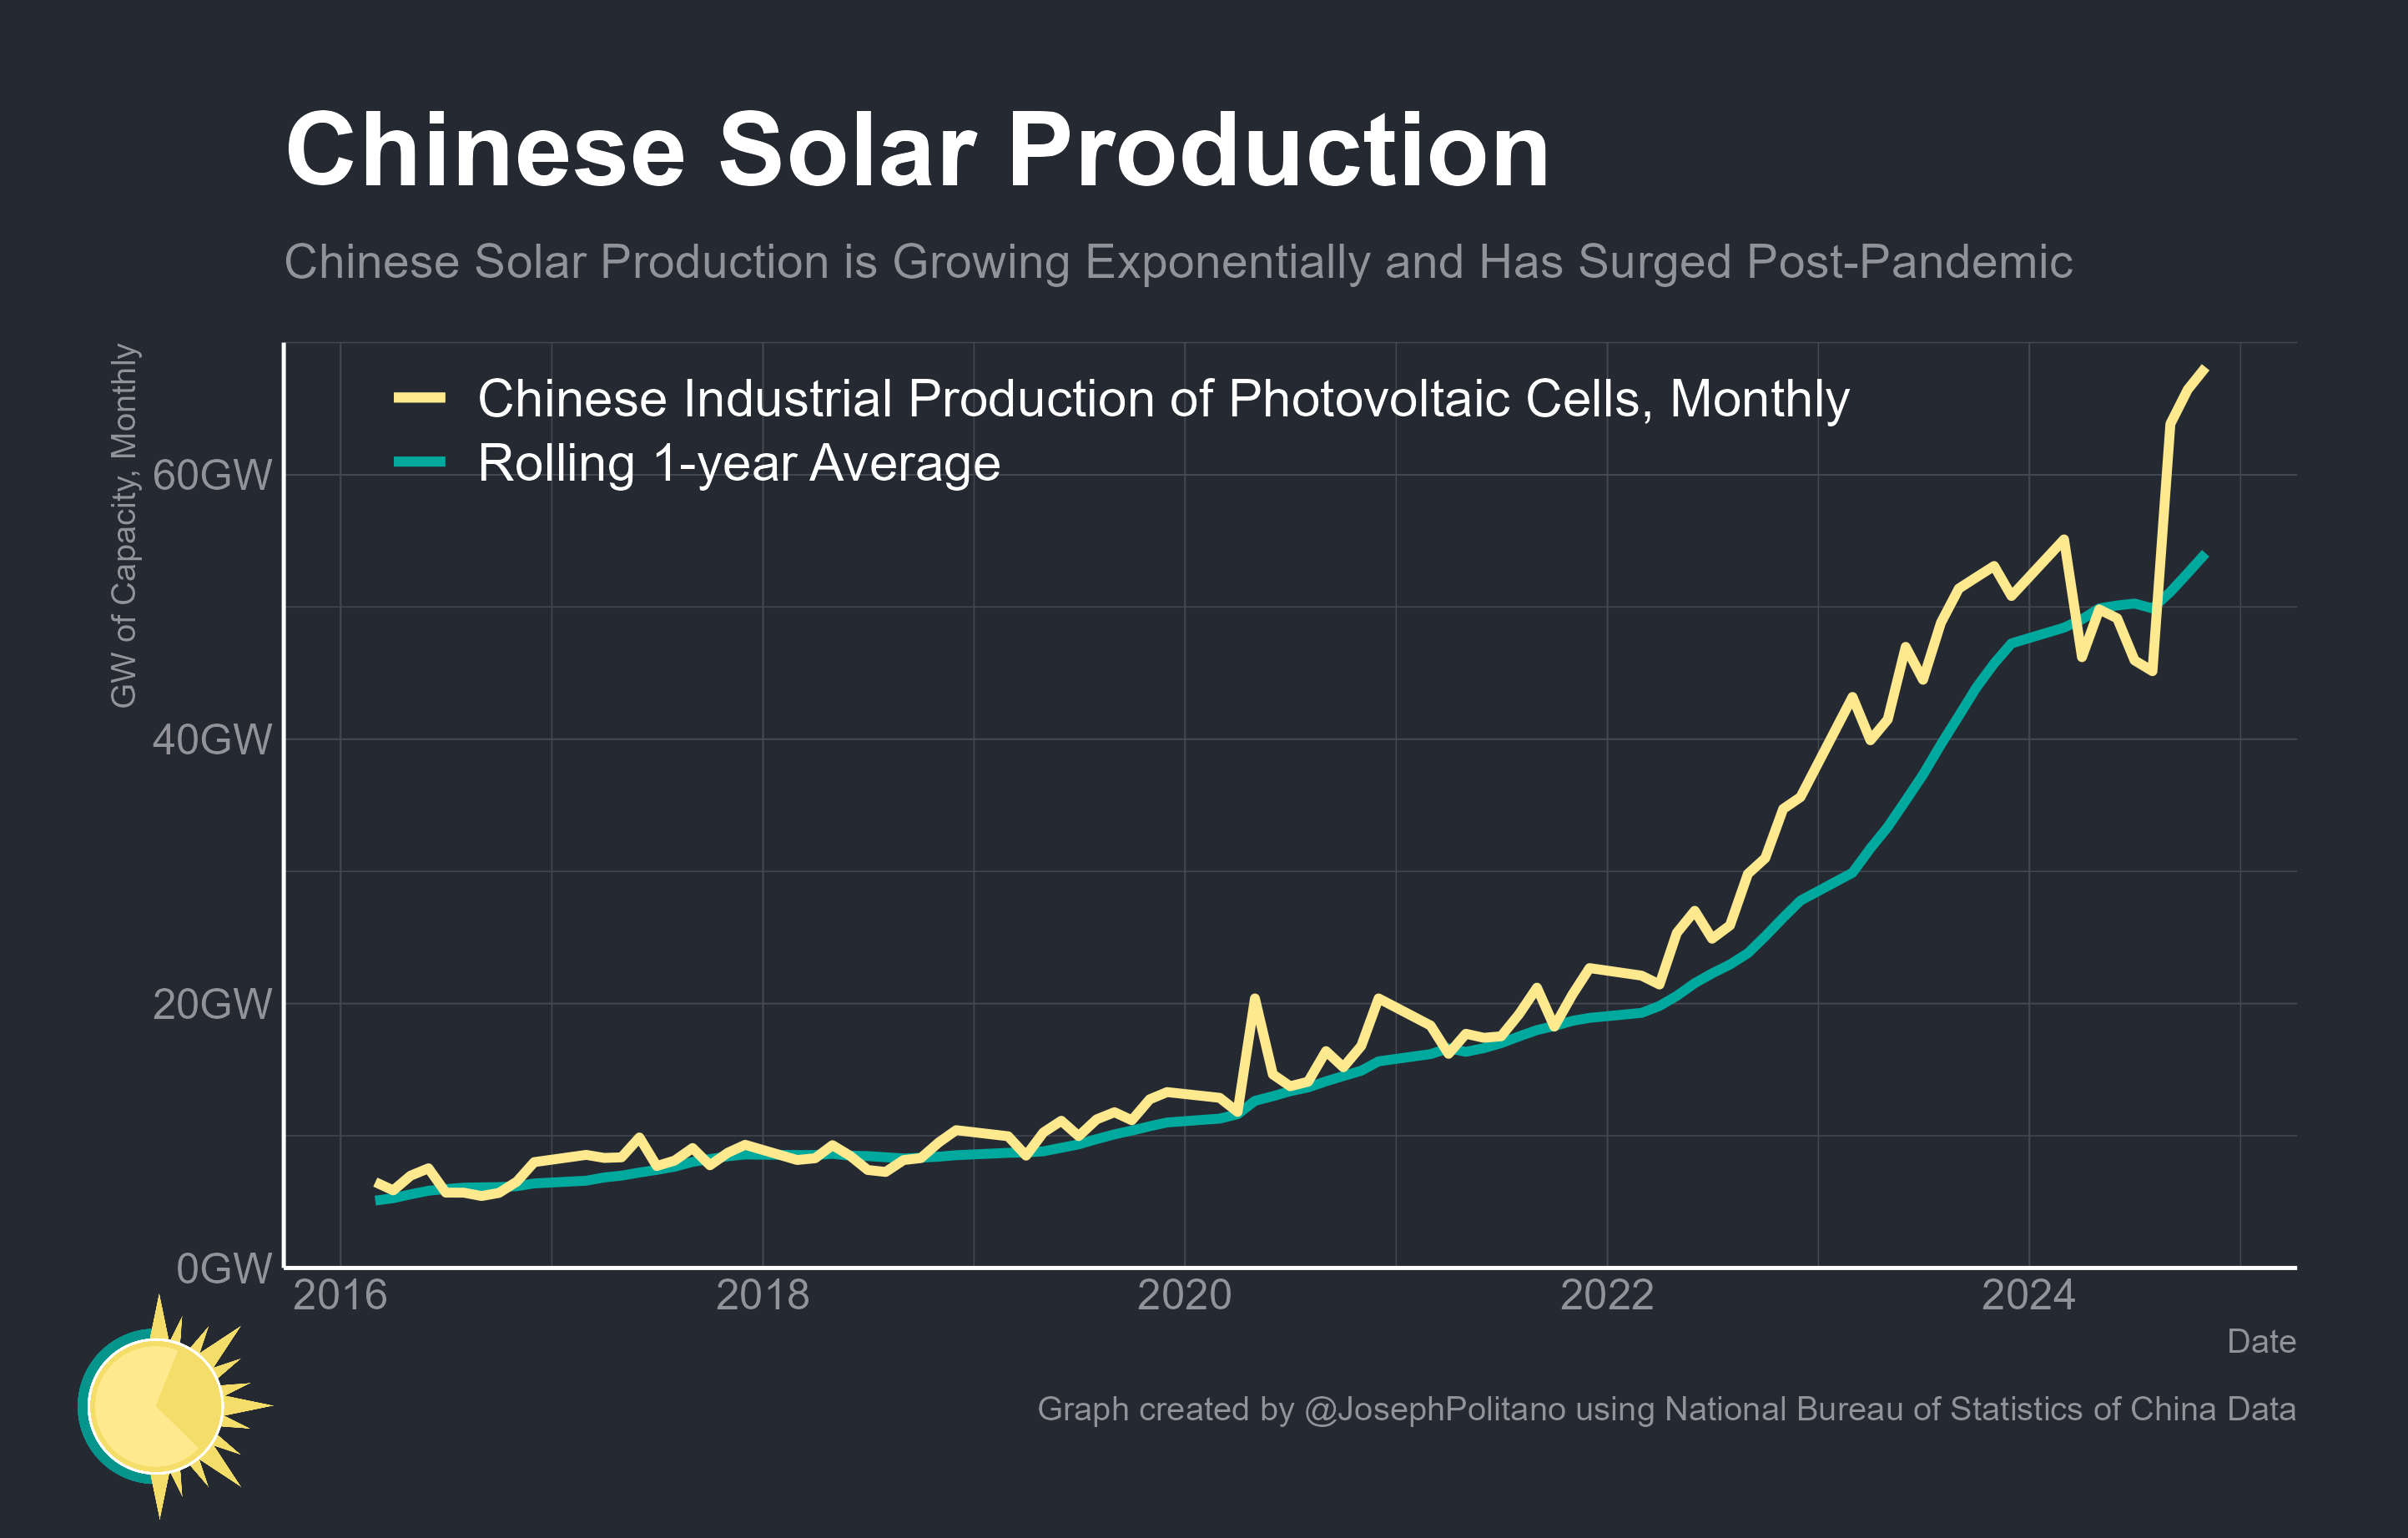 Chinese Solar Production
Chinese Solar Production is Growing Exponentially and Has Surged Post-Pandemic
GW of Capacity, Monthly
Chinese Industrial Production of Photovoltaic Cells, Monthly
Rolling 1-year Average
60GW
40GW
20GW
0GW
2016
2018
2020
2022
2024
Date
Graph created by @JosephPolitano using National Bureau of Statistics of China Data